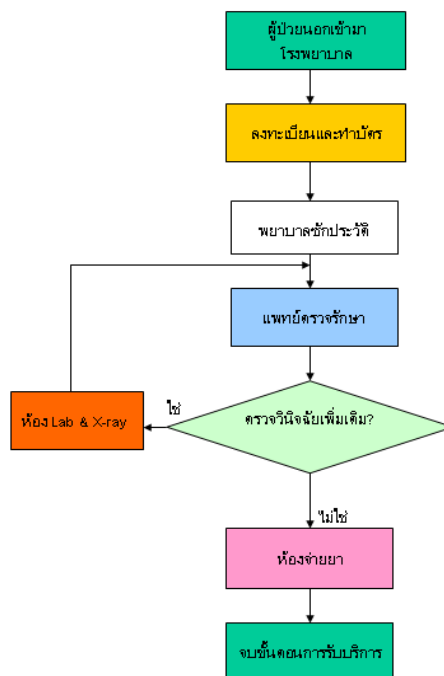 ผู้ป่วยนอกเข้ามา
โรงพยาบาล
ลงทะเบียนและทำบัตร
พยาบาลซักประวัติ
แพทย์ตรวจรักษา
ตรวจวินิจฉัยเพิ่มเติม?
ใช่
ห้อง Lab & X-ray
ไม่ใช่
ห้องจ่ายยา
จบขั้นตอนการรับบริการ